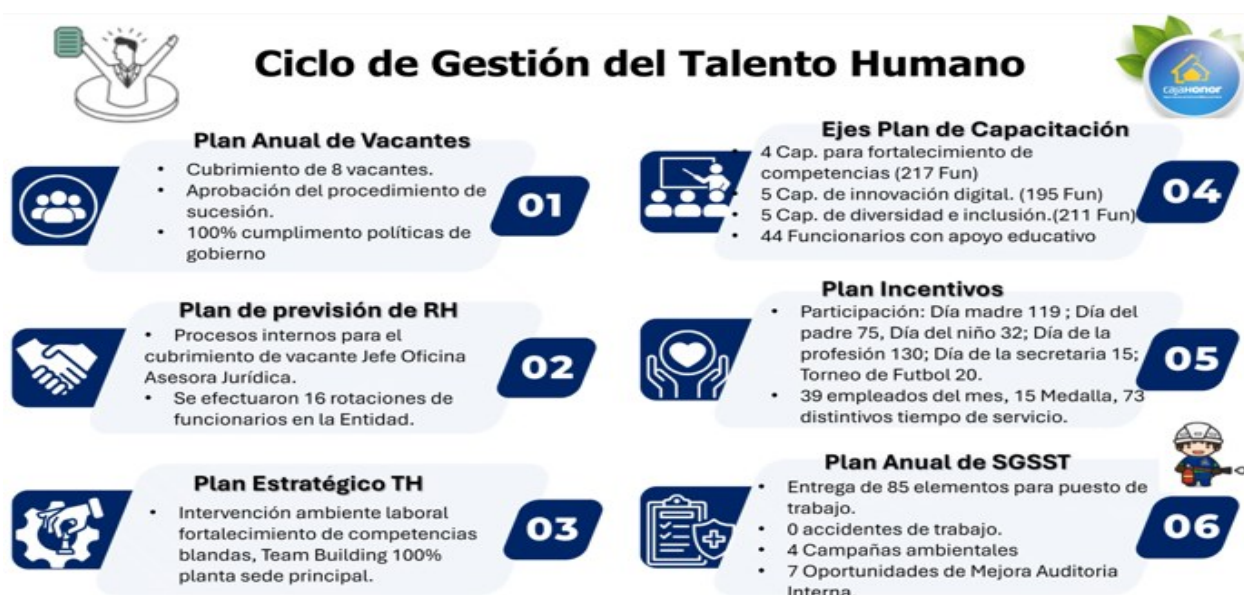 Ciclo de Gestión del Talento Humano
CajaHonor
Plan Anual de Vacantes
• Cubrimiento de 8 vacantes.
• Aprobación del procedimiento de
sucesión.
• 100% cumplimento políticas de
gobierno
01
Plan de previsión de RH
• Procesos internos para el
cubrimiento de vacante Jefe Oficina
Asesora Jurídica.
• Se efectuaron 16 rotaciones de
funcionarios en la Entidad.
02
Plan Estratégico TH
• Intervención ambiente laboral
fortalecimiento de competencias
blandas, Team Building 100%
planta sede principal.
03
Ejes Plan de Capacitación
• 4 Cap. para fortalecimiento de
competencias (217 Fun)
• 5 Cap. de innovación digital. (195 Fun)
• 5 Cap. de diversidad e inclusión.(211 Fun)
• 44 Funcionarios con apoyo educativo
04
Plan Incentivos
• Participación: Día madre 119 ; Día del
padre 75, Día del niño 32; Día de la
profesión 130; Día de la secretaria 15;
Torneo de Futbol 20.
• 39 empleados del mes, 15 Medalla, 73
distintivos tiempo de servicio.
05
Plan Anual de SGSST
• Entrega de 85 elementos para puesto de
trabajo.
• 0 accidentes de trabajo.
• 4 Campañas ambientales
• 7 Oportunidades de Mejora Auditoria
Interna
06